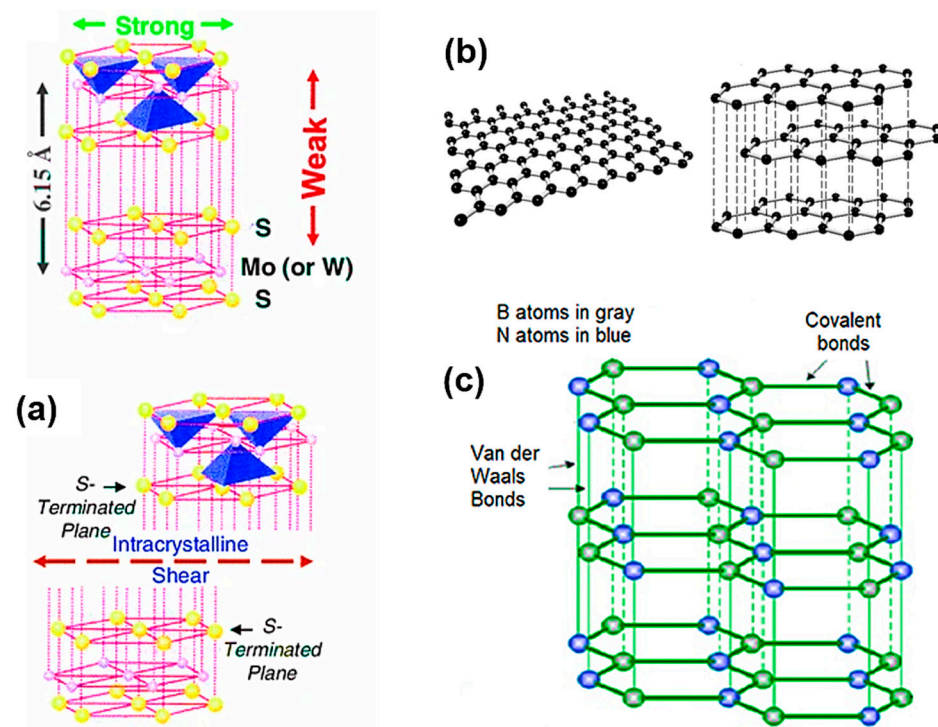 Strong
6.15 Å
Weak
S
Mo (or W)
S
(a)
S-
Terminated
Plane
Intracrystalline
Shear
S-
Terminated
Plane
(b)
B atoms in gray
N atoms in blue
Covalent
bonds
(c)
Van der
Waals
Bonds